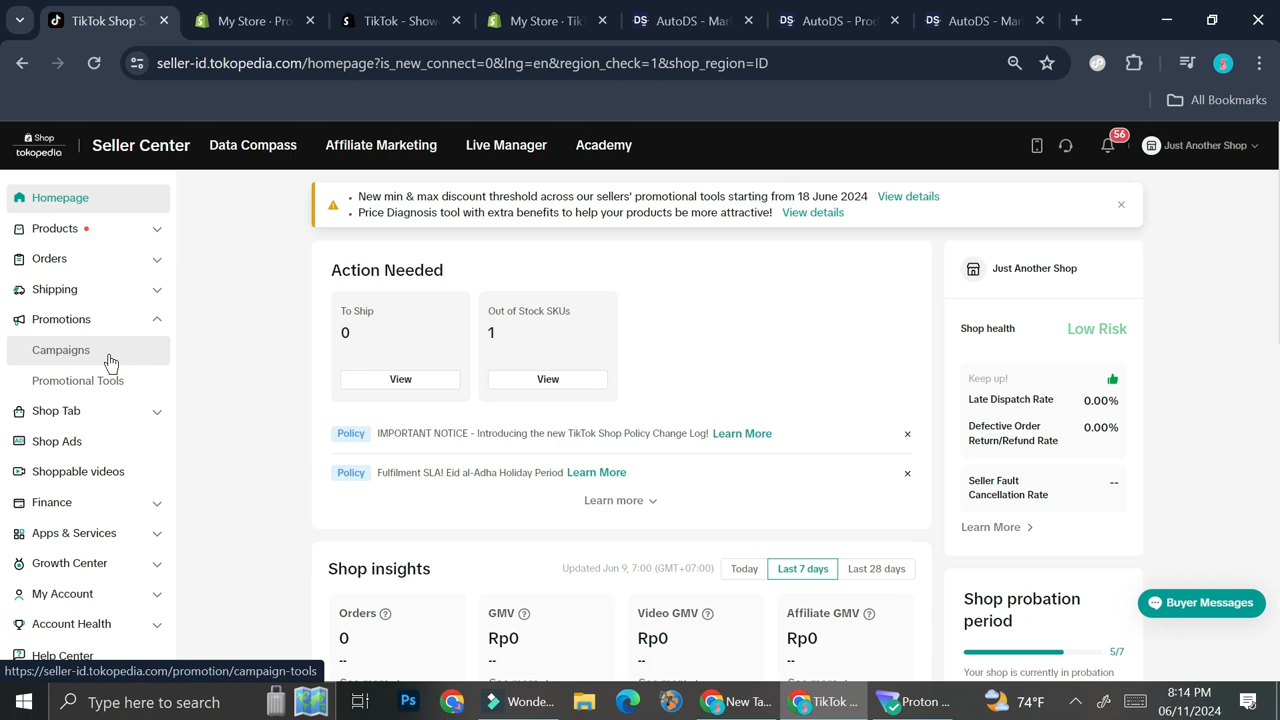 TikTok Shop S
My Store · Pro
TikTok - Show
My Store · Tik
AutoDS - Mar
AutoDS - Prod
AutoDS - Mar
seller-id.tokopedia.com/homepage?is_new_connect=0&lng=en&region_check=1&shop_region=ID
All Bookmarks
Shop
tokopedia
Seller Center
Data Compass
Affiliate Marketing
Live Manager
Academy
56
Just Another Shop
Homepage
Products
Orders
Shipping
Promotions
Campaigns
Promotional Tools
Shop Tab
Shop Ads
Shoppable videos
Finance
Apps & Services
Growth Center
My Account
Account Health
Help Center
https://seller-id.tokopedia.com/promotion/campaign-tools
New min & max discount threshold across our sellers' promotional tools starting from 18 June 2024 View details
Price Diagnosis tool with extra benefits to help your products be more attractive! View details
Action Needed
To Ship
0
View
Out of Stock SKUs
1
View
Policy IMPORTANT NOTICE - Introducing the new TikTok Shop Policy Change Log! Learn More
Policy Fulfilment SLA! Eid al-Adha Holiday Period Learn More
Learn more
Shop insights
Updated Jun 9, 7:00 (GMT+07:00)
Today
Last 7 days
Last 28 days
Orders
0
--
GMV
Rp0
--
Video GMV
Rp0
--
Affiliate GMV
Rp0
--
Just Another Shop
Shop health
Low Risk
Keep up!
Late Dispatch Rate
0.00%
Defective Order
Return/Refund Rate
0.00%
Seller Fault
Cancellation Rate
--
Learn More
Shop probation
period
5/7
Your shop is currently in probation
Buyer Messages
Type here to search
Ps
Wonde...
New Ta...
TikTok ...
Proton ...
74°F
8:14 PM
06/11/2024